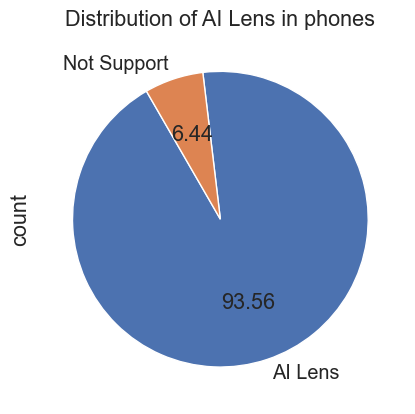 Distribution of AI Lens in phones
Not Support
6.44
count
93.56
AI Lens